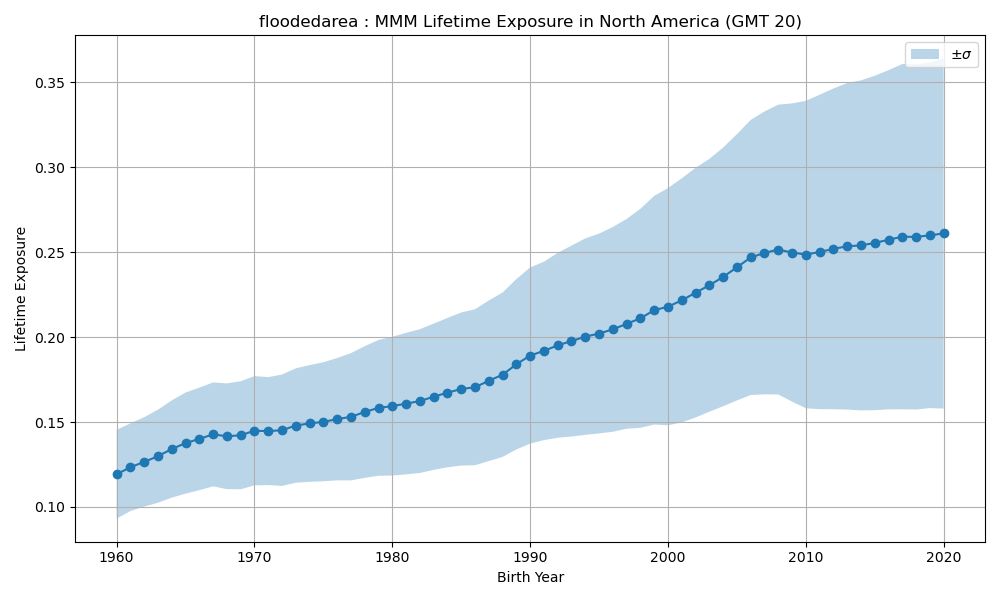 floodedarea : MMM Lifetime Exposure in North America (GMT 20)
±σ
Lifetime Exposure
0.35
0.30
0.25
0.20
0.15
0.10
1960 1970 1980 1990 2000 2010 2020
Birth Year